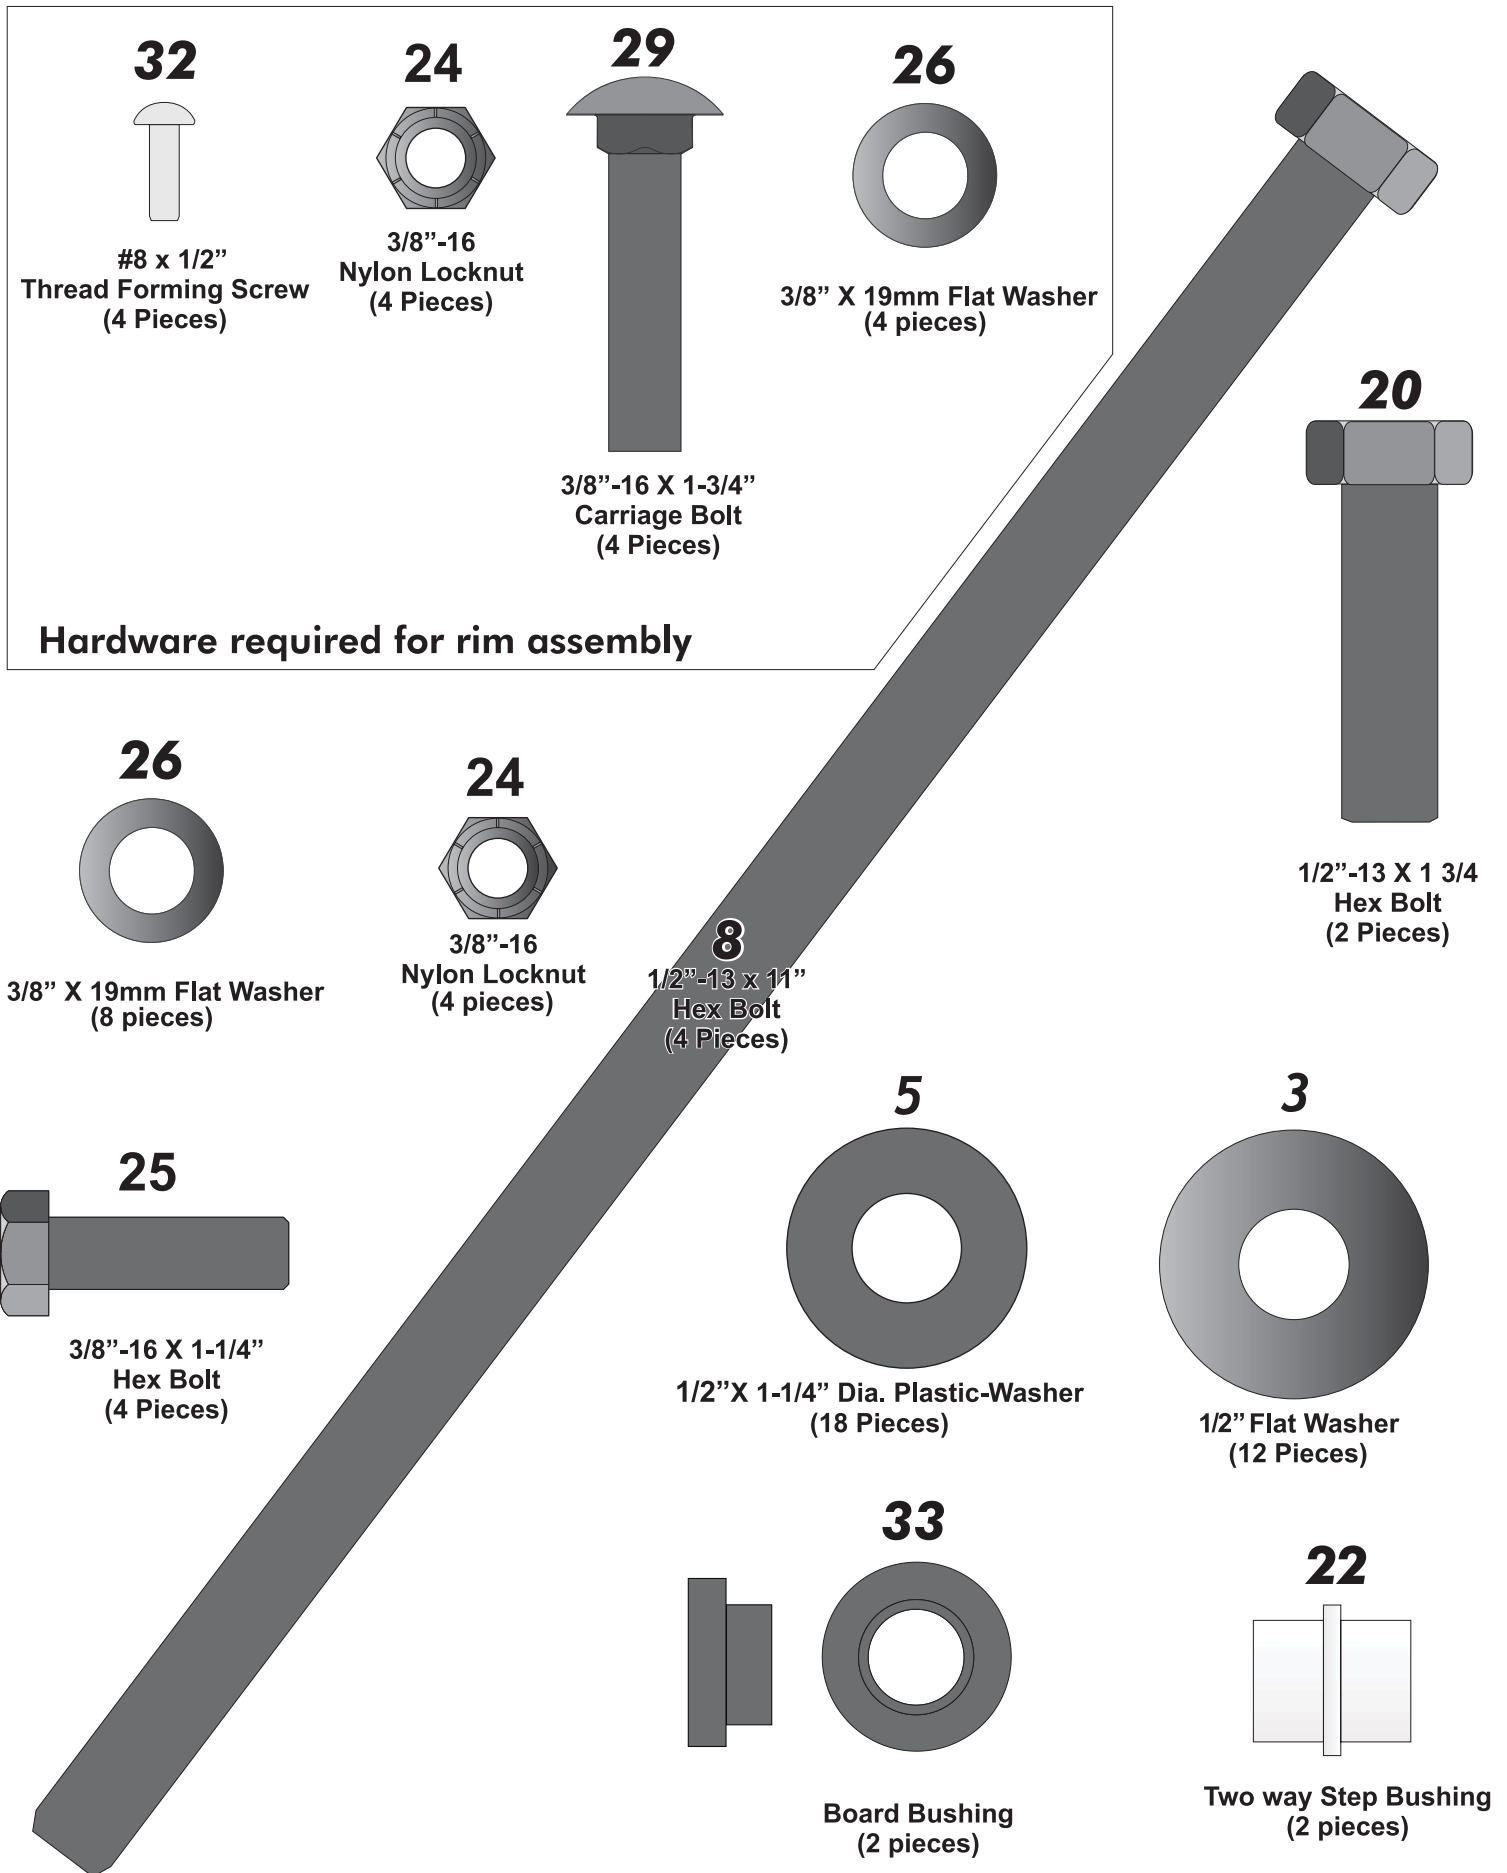 32
#8 x 1/2”
Thread Forming Screw
(4 Pieces)
24
3/8”-16
Nylon Locknut
(4 Pieces)
29
3/8”-16 X 1-3/4”
Carriage Bolt
(4 Pieces)
26
3/8” X 19mm Flat Washer
(4 pieces)
Hardware required for rim assembly
20
1/2”-13 X 1 3/4
Hex Bolt
(2 Pieces)
26
3/8” X 19mm Flat Washer
(8 pieces)
24
3/8”-16
Nylon Locknut
(4 pieces)
8
1/2”-13 x 11”
Hex Bolt
(4 Pieces)
25
3/8”-16 X 1-1/4”
Hex Bolt
(4 Pieces)
5
1/2”X 1-1/4” Dia. Plastic-Washer
(18 Pieces)
3
1/2” Flat Washer
(12 Pieces)
33
Board Bushing
(2 pieces)
22
Two way Step Bushing
(2 pieces)